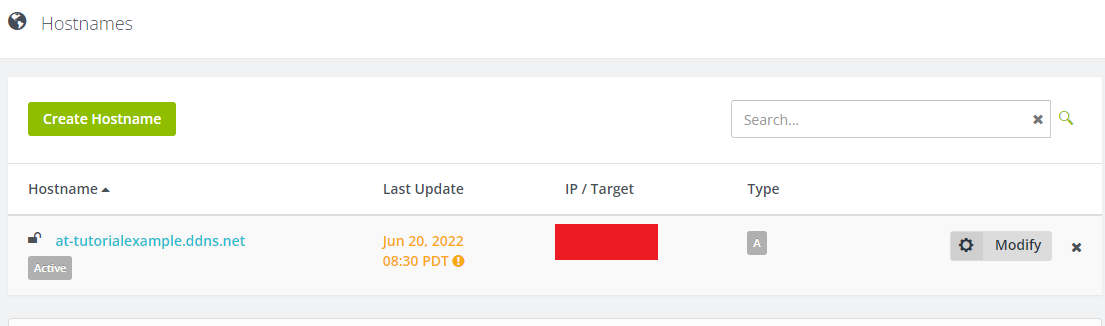 Hostnames
Create Hostname
Search...
Hostname Last Update IP / Target Type
at-tutorialexample.ddns.net Jun 20, 2022 A Modify
Active 08:30 PDT